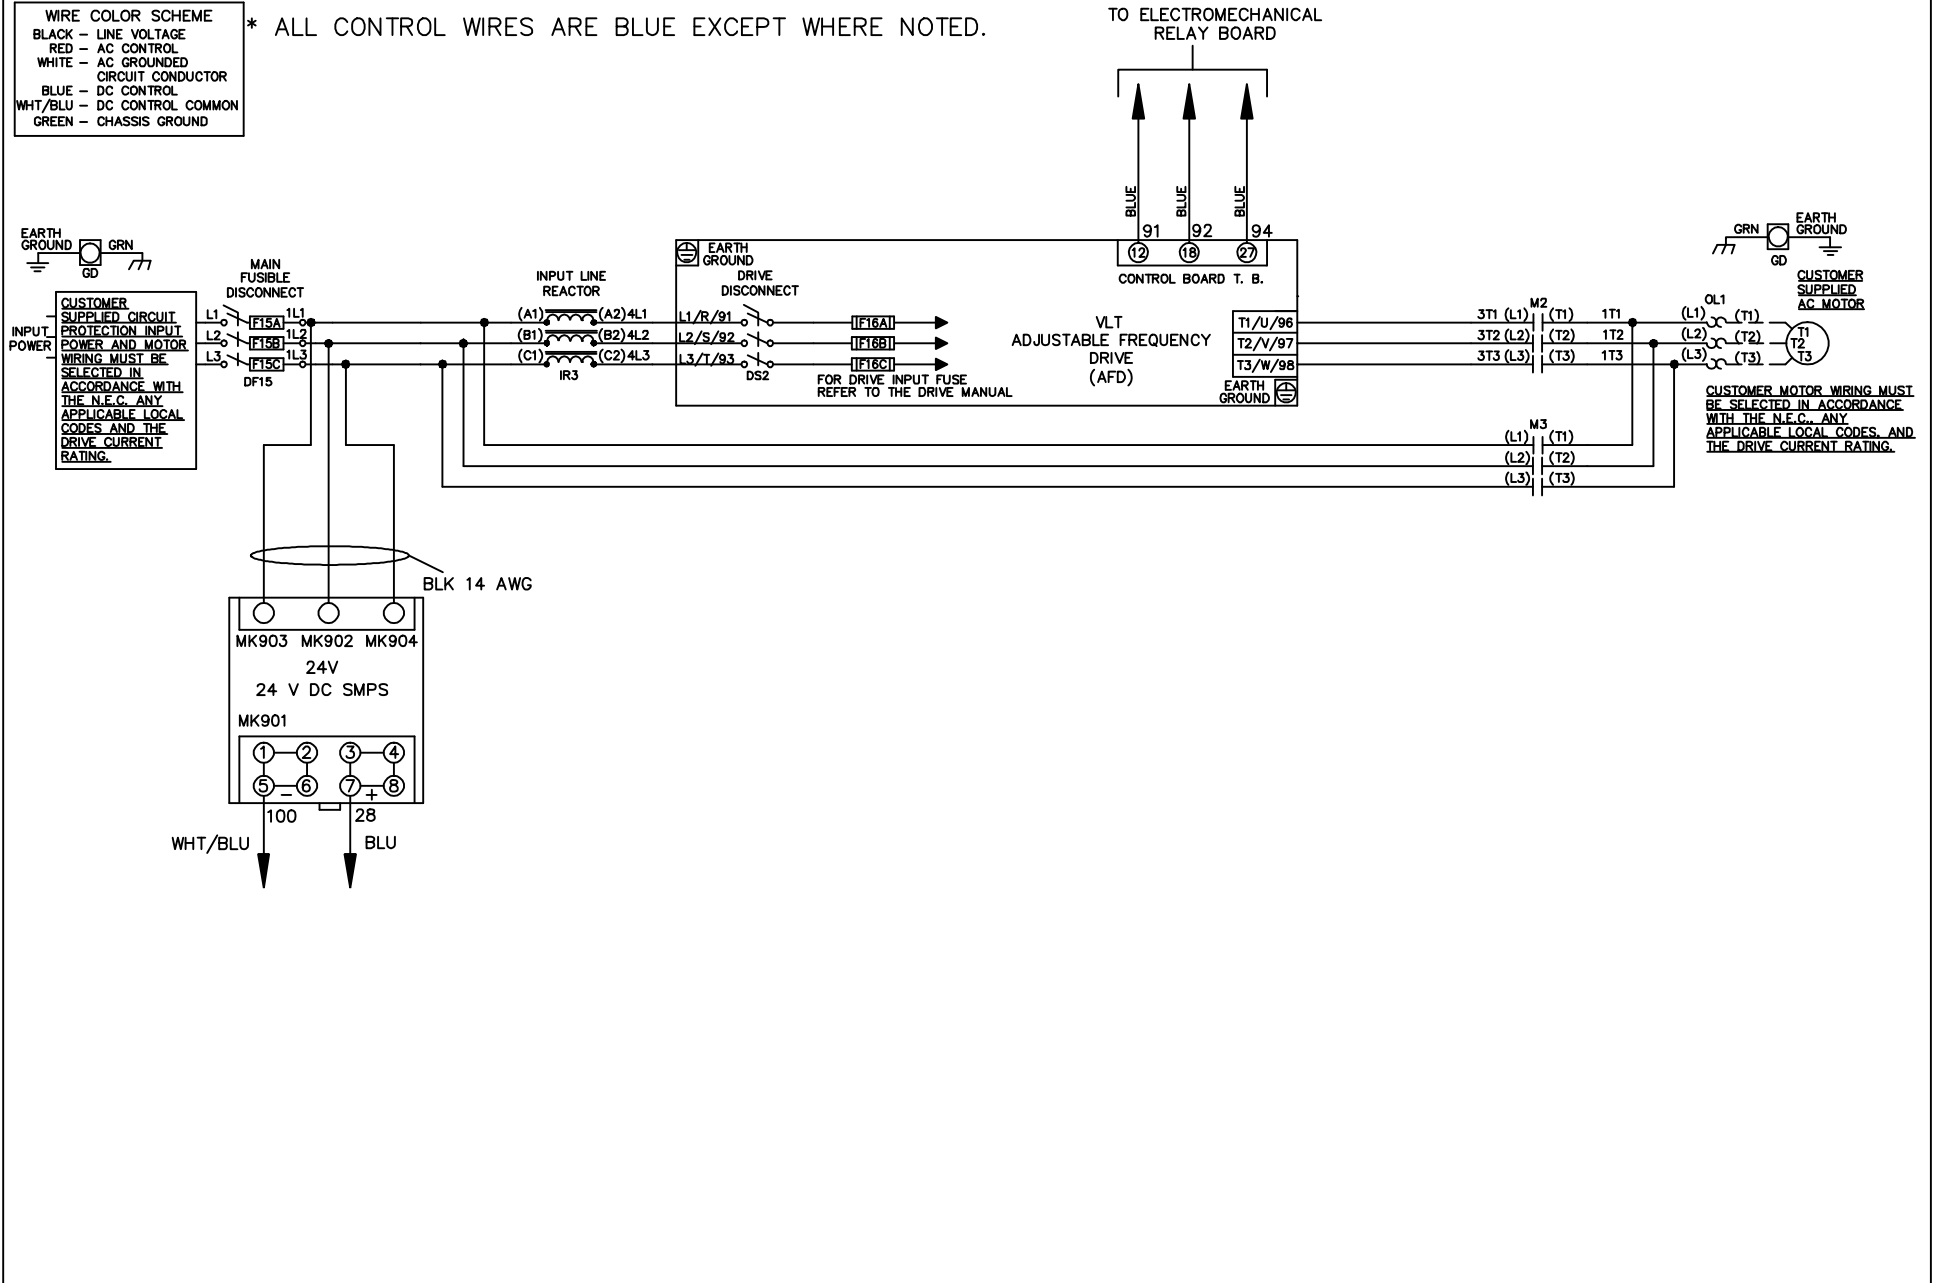 WIRE COLOR SCHEME
BLACK – LINE VOLTAGE
RED – AC CONTROL
WHITE – AC GROUNDED
CIRCUIT CONDUCTOR
BLUE – DC CONTROL
WHT/BLU – DC CONTROL COMMON
GREEN – CHASSIS GROUND
* ALL CONTROL WIRES ARE BLUE EXCEPT WHERE NOTED.
TO ELECTROMECHANICAL
RELAY BOARD
BLUE
BLUE
BLUE
91 92 94
12 18 27
CONTROL BOARD T. B.
EARTH
GROUND
GRN
GD
INPUT
POWER
CUSTOMER
SUPPLIED CIRCUIT
PROTECTION INPUT
POWER AND MOTOR
WIRING MUST BE
SELECTED IN
ACCORDANCE WITH
THE N.E.C. ANY
APPLICABLE LOCAL
CODES AND THE
DRIVE CURRENT
RATING.
MAIN
FUSIBLE
DISCONNECT
L1 F15A 1L1
L2 F15B 1L2
L3 F15C 1L3
DF15
INPUT LINE
REACTOR
(A1) (A2) 4L1
(B1) (B2) 4L2
(C1) (C2) 4L3
IR3
EARTH
GROUND
DRIVE
DISCONNECT
L1/R/91
L2/S/92
L3/T/93
DS2
F16A
F16B
F16C
FOR DRIVE INPUT FUSE
REFER TO THE DRIVE MANUAL
VLT
ADJUSTABLE FREQUENCY
DRIVE
(AFD)
T1/U/96
T2/V/97
T3/W/98
EARTH
GROUND
M2
3T1 (L1) (T1) 1T1
3T2 (L2) (T2) 1T2
3T3 (L3) (T3) 1T3
M3
(L1) (T1)
(L2) (T2)
(L3) (T3)
OL1
(L1) (T1)
(L2) (T2)
(L3) (T3)
T1
T2
T3
GRN
EARTH
GROUND
GD
CUSTOMER
SUPPLIED
AC MOTOR
CUSTOMER MOTOR WIRING MUST
BE SELECTED IN ACCORDANCE
WITH THE N.E.C., ANY
APPLICABLE LOCAL CODES, AND
THE DRIVE CURRENT RATING.
BLK 14 AWG
MK903 MK902 MK904
24V
24 V DC SMPS
MK901
1 2 3 4
5 6 7 8
– +
100 28
WHT/BLU BLU